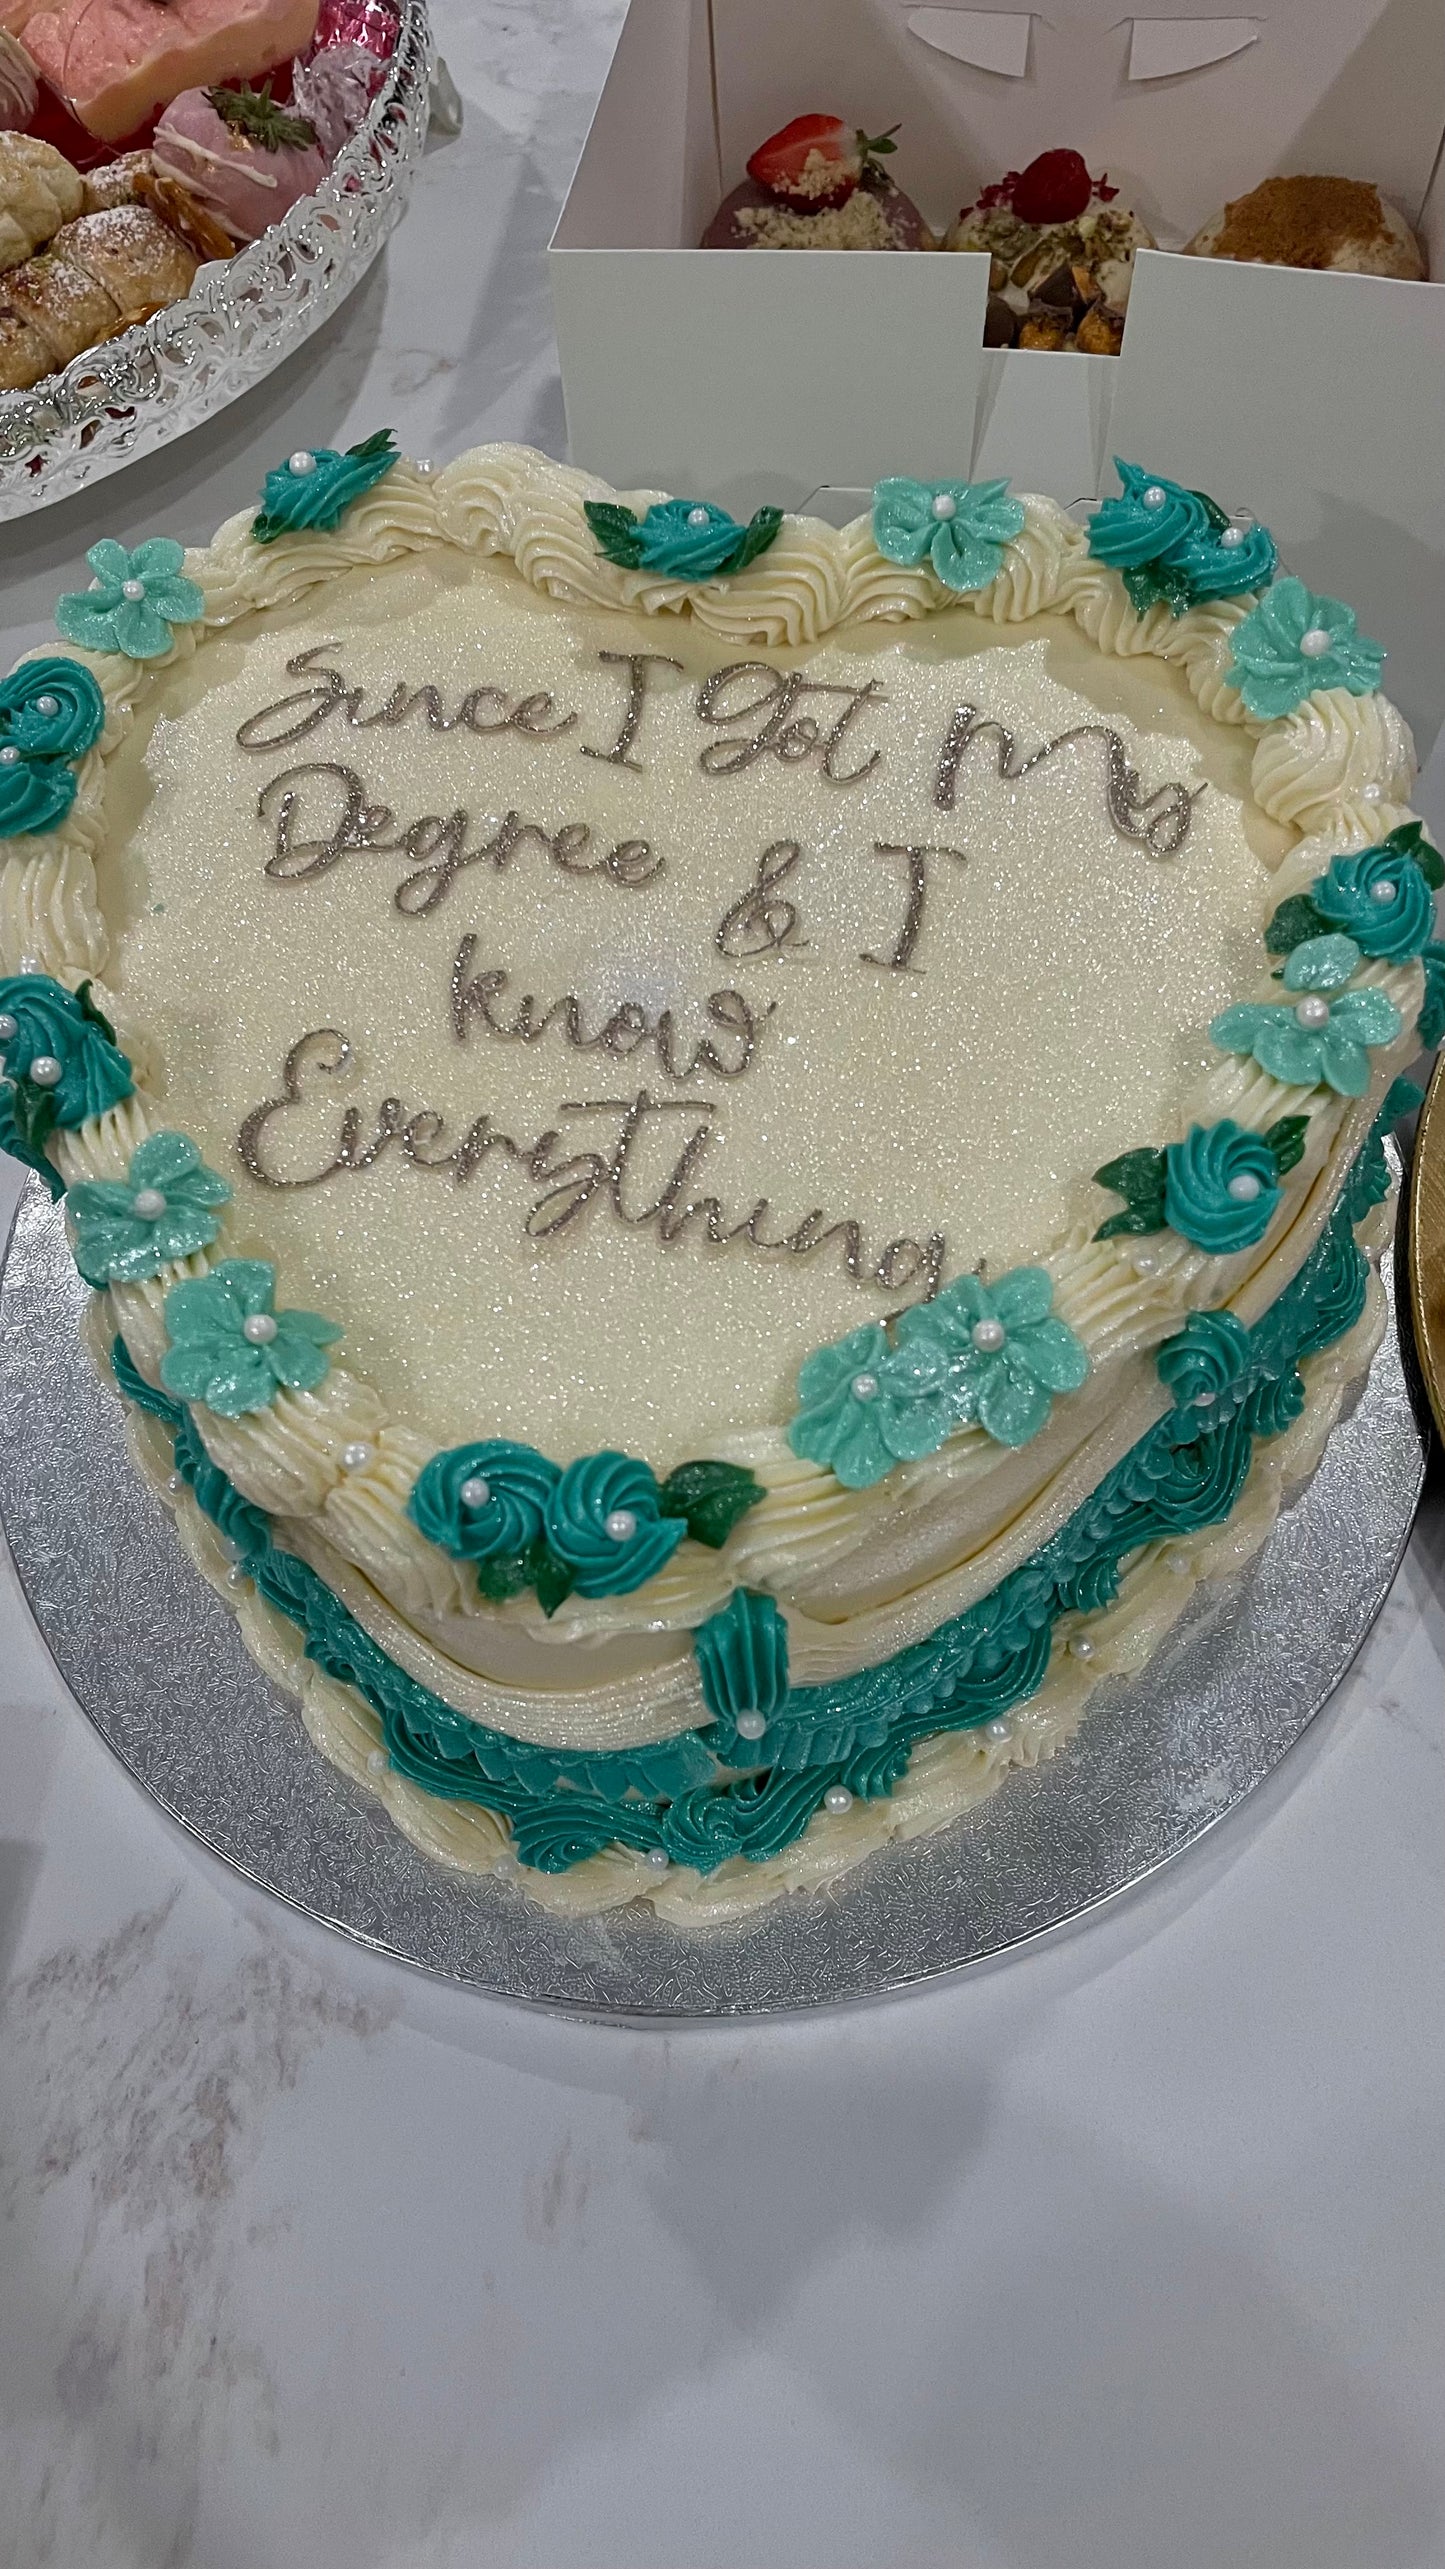 Since I Got My
Degree & I
know
Everything